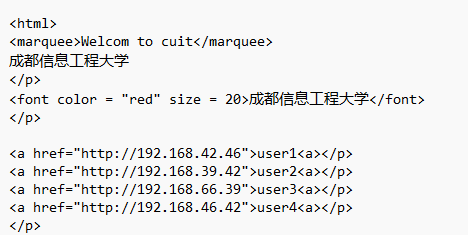 <html>
<marquee>Welcom to cuit</marquee>
成都信息工程大学
</p>
<font color = "red" size = 20>成都信息工程大学</font>
</p>
<a href="http://192.168.42.46">user1<a></p>
<a href="http://192.168.39.42">user2<a></p>
<a href="http://192.168.66.39">user3<a></p>
<a href="http://192.168.46.42">user4<a></p>
</p>